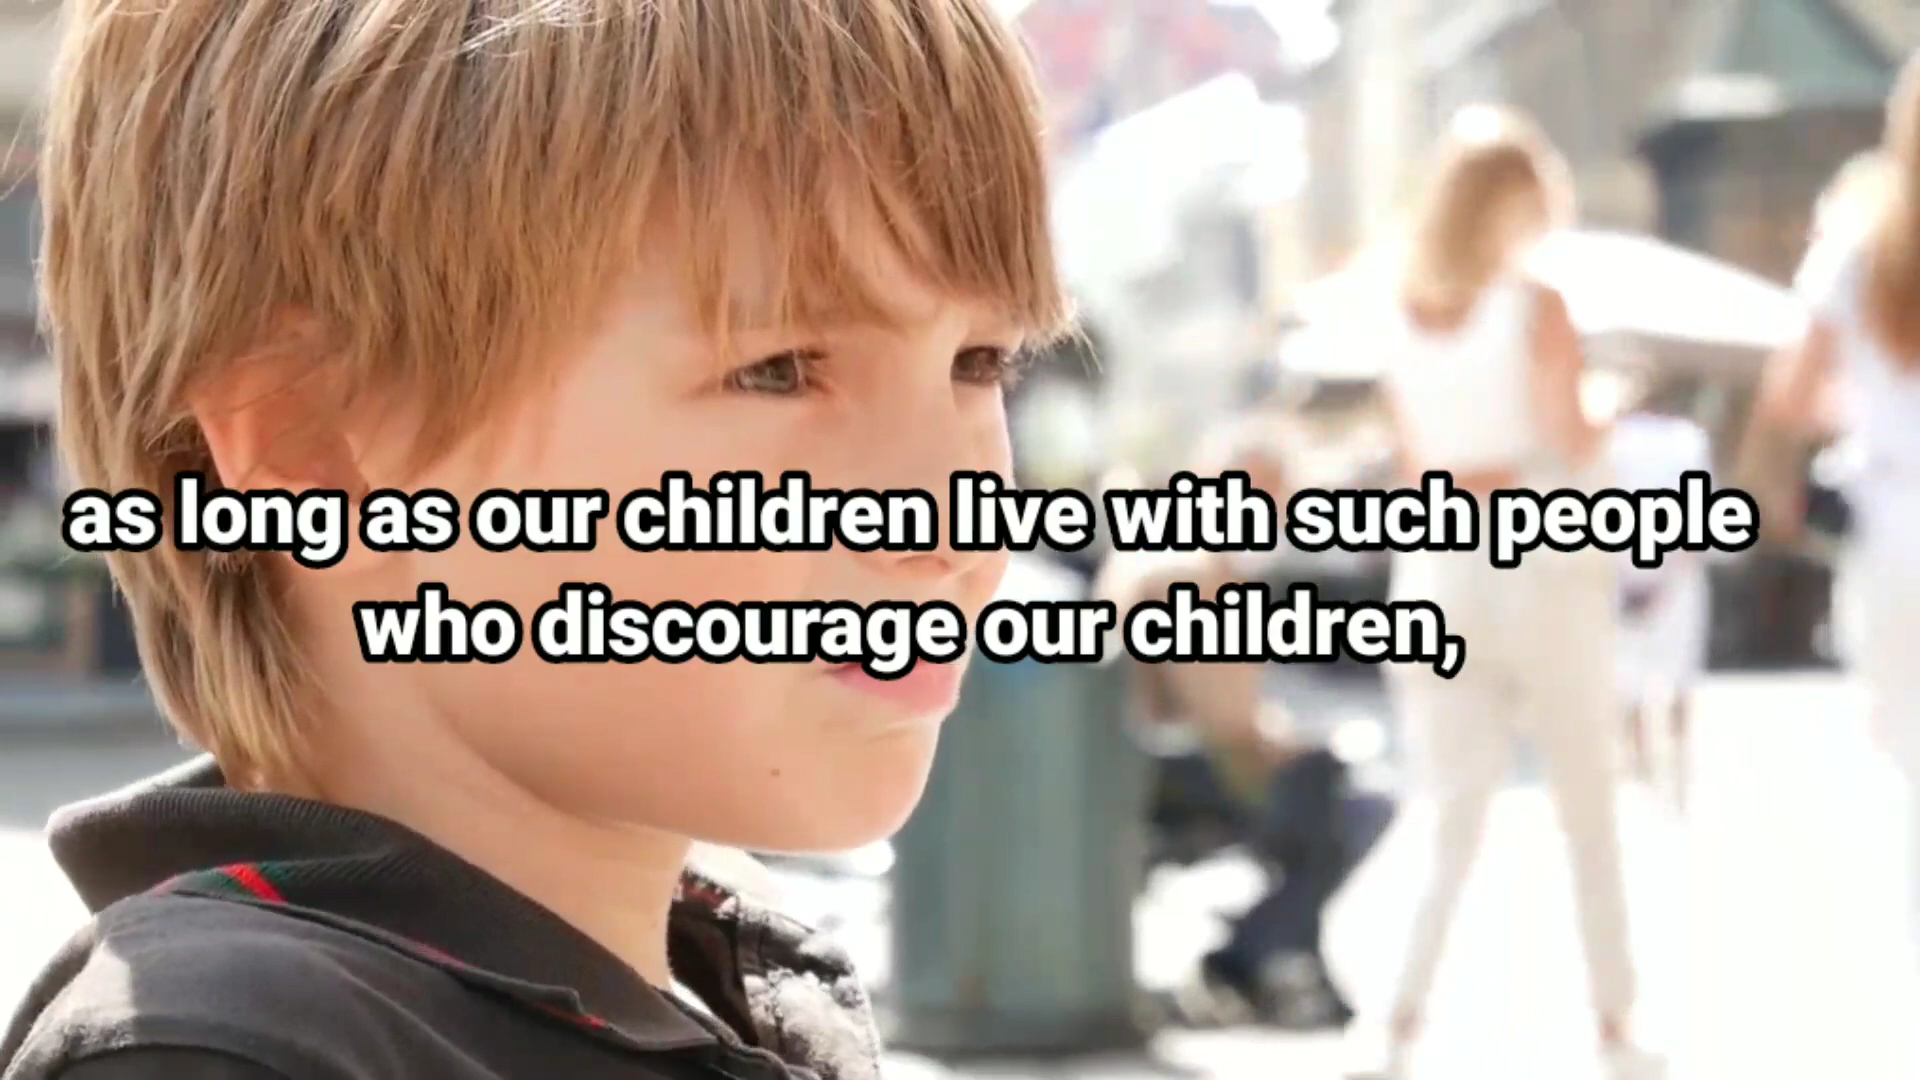 as long as our children live with such people
who discourage our children,